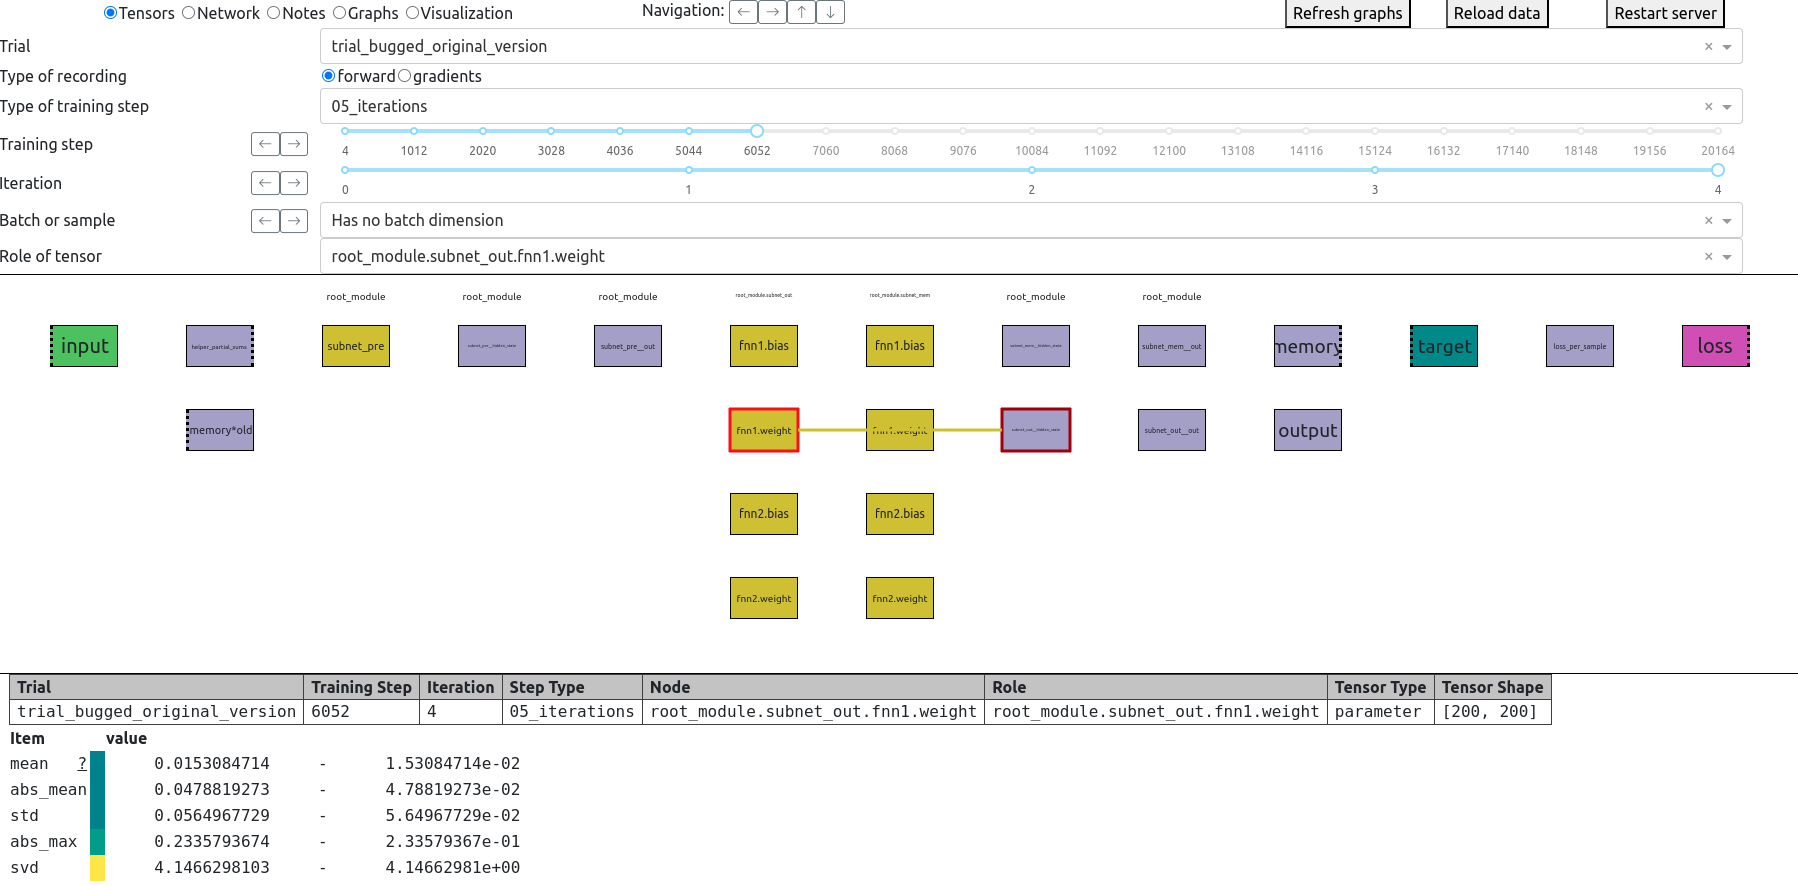 Tensors Network Notes Graphs Visualization Navigation: ← → ↑ ↓ Refresh graphs Reload data Restart server
Trial trial_bugged_original_version ×
Type of recording forward gradients
Type of training step 05_iterations ×
Training step ← → 4 1012 2020 3028 4036 5044 6052 7060 8068 9076 10084 11092 12100 13108 14116 15124 16132 17140 18148 19156 20164
Iteration ← → 0 1 2 3 4
Batch or sample ← → Has no batch dimension ×
Role of tensor root_module.subnet_out.fnn1.weight ×
root_module root_module root_module root_module.subnet_out root_module.subnet_mem root_module root_module
input helper_partial_sums subnet_pre subnet_pre__hidden_state subnet_pre__out fnn1.bias fnn1.bias subnet_mem__hidden_state subnet_mem__out memory target loss_per_sample loss
memory*old fnn1.weight fnn1.weight subnet_out__hidden_state subnet_out__out output
fnn2.bias fnn2.bias
fnn2.weight fnn2.weight
Trial Training Step Iteration Step Type Node Role Tensor Type Tensor Shape
trial_bugged_original_version 6052 4 05_iterations root_module.subnet_out.fnn1.weight root_module.subnet_out.fnn1.weight parameter [200, 200]
Item value
mean ? 0.0153084714 - 1.53084714e-02
abs_mean 0.0478819273 - 4.78819273e-02
std 0.0564967729 - 5.64967729e-02
abs_max 0.2335793674 - 2.33579367e-01
svd 4.1466298103 - 4.14662981e+00